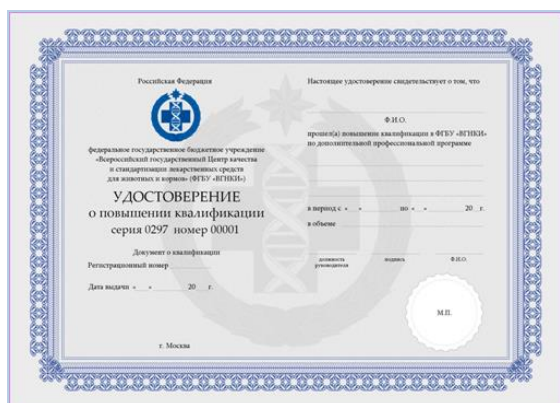 Российская Федерация
федеральное государственное бюджетное учреждение
«Всероссийский государственный Центр качества
и стандартизации лекарственных средств
для животных и кормов» (ФГБУ «ВГНКИ»)
УДОСТОВЕРЕНИЕ
о повышении квалификации
серия 0297 номер 00001
Документ о квалификации
Регистрационный номер
Дата выдачи « » 20 г.
г. Москва
Настоящее удостоверение свидетельствует о том, что
Ф.И.О.
прошел(а) повышение квалификации в ФГБУ «ВГНКИ»
по дополнительной профессиональной программе
в период с « » по « » 20 г.
в объеме
должность подпись Ф.И.О.
руководителя
М.П.